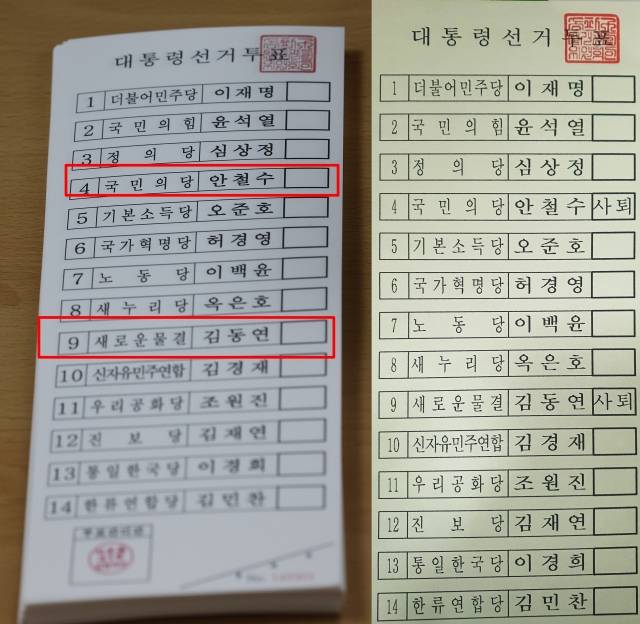 대통령선거투표
1 더불어민주당 이재명
2 국민의힘 윤석열
3 정의당 심상정
4 국민의당 안철수
5 기본소득당 오준호
6 국가혁명당 허경영
7 노동당 이백윤
8 새누리당 옥은호
9 새로운물결 김동연
10 신자유민주연합 김경재
11 우리공화당 조원진
12 진보당 김재연
13 통일한국당 이경희
14 한류연합당 김민찬
투표관리관
대통령선거투표
1 더불어민주당 이재명
2 국민의힘 윤석열
3 정의당 심상정
4 국민의당 안철수 사퇴
5 기본소득당 오준호
6 국가혁명당 허경영
7 노동당 이백윤
8 새누리당 옥은호
9 새로운물결 김동연 사퇴
10 신자유민주연합 김경재
11 우리공화당 조원진
12 진보당 김재연
13 통일한국당 이경희
14 한류연합당 김민찬